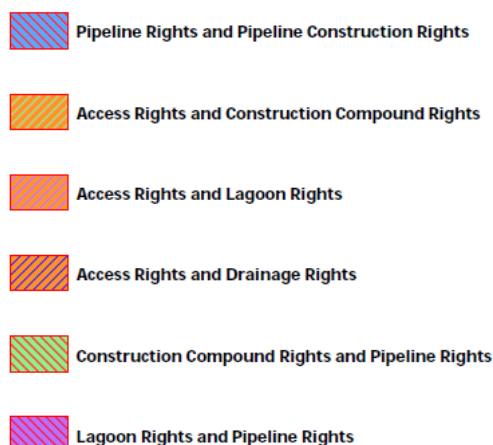 Pipeline Rights and Pipeline Construction Rights
Access Rights and Construction Compound Rights
Access Rights and Lagoon Rights
Access Rights and Drainage Rights
Construction Compound Rights and Pipeline Rights
Lagoon Rights and Pipeline Rights